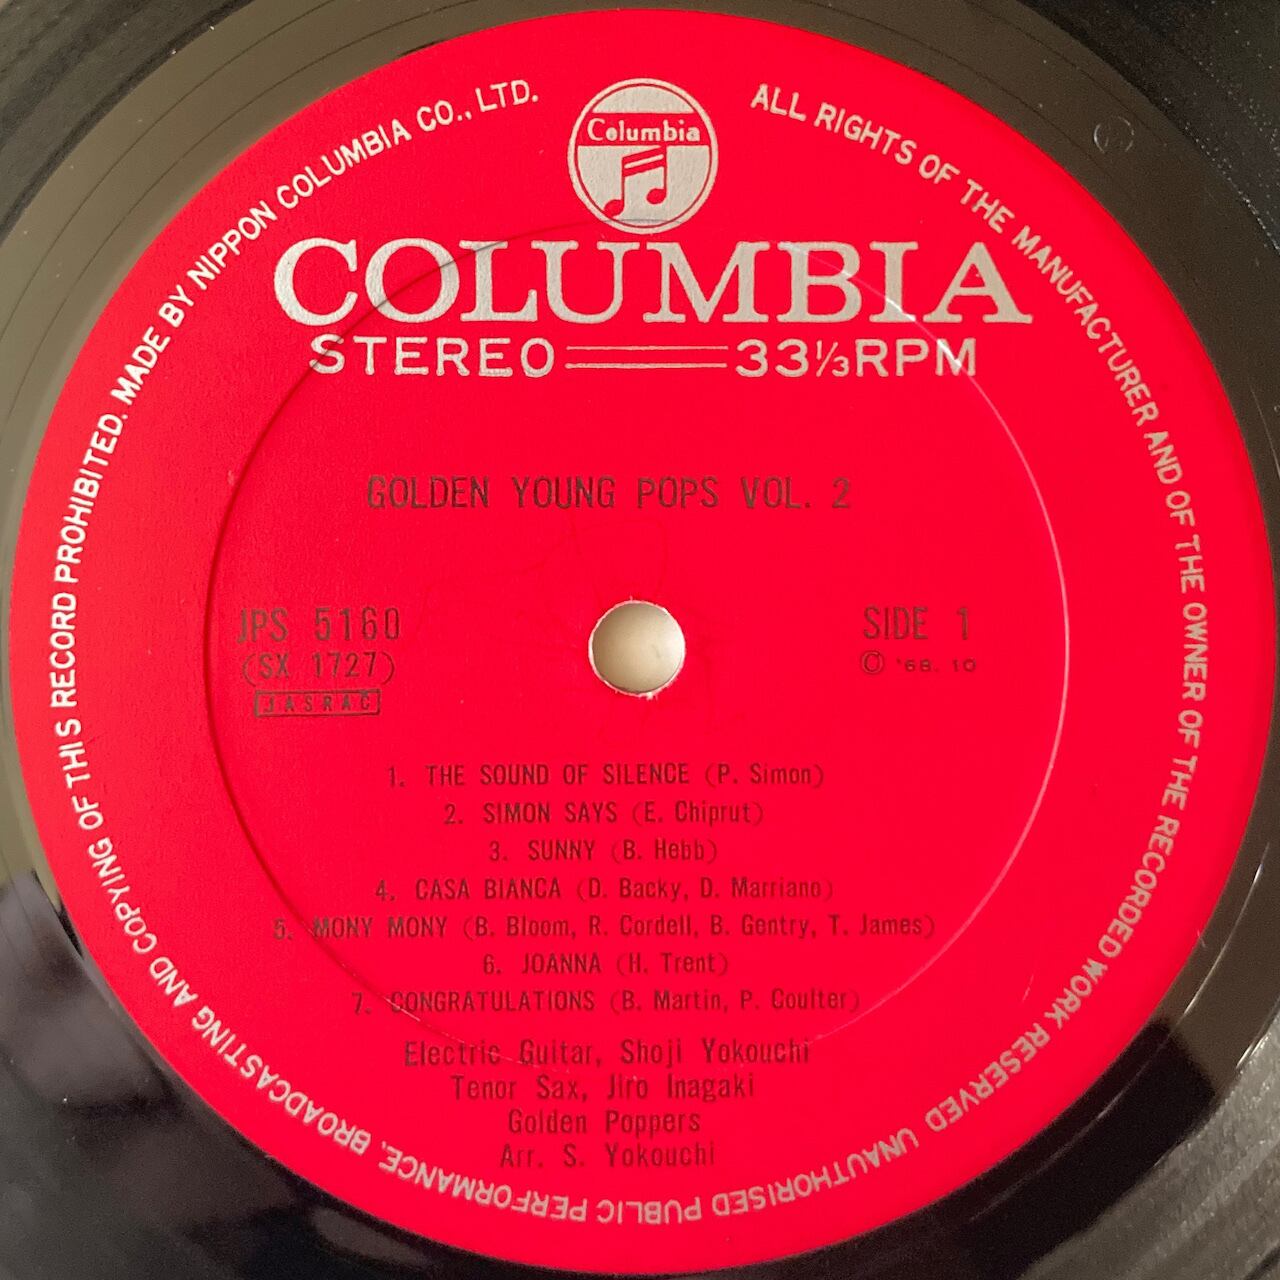 MADE BY NIPPON COLUMBIA CO., LTD.
ALL RIGHTS OF THE MANUFACTURER AND OF THE OWNER OF THE RECORDED WORK RESERVED UNAUTHORISED PUBLIC PERFORMANCE. BROADCASTING AND COPYING OF THIS RECORD PROHIBITED.
Columbia
COLUMBIA
STEREO 33⅓RPM
GOLDEN YOUNG POPS VOL. 2
JPS 5160
(SX 1727)
JASRAC
SIDE 1
Ⓒ '68. 10
1. THE SOUND OF SILENCE (P. Simon)
2. SIMON SAYS (E. Chiprut)
3. SUNNY (B. Hebb)
4. CASA BIANCA (D. Backy, D. Marriano)
5. MONY MONY (B. Bloom, R. Cordell, B. Gentry, T. James)
6. JOANNA (H. Trent)
7. CONGRATULATIONS (B. Martin, P. Coulter)
Electric Guitar, Shoji Yokouchi
Tenor Sax, Jiro Inagaki
Golden Poppers
Arr. S. Yokouchi